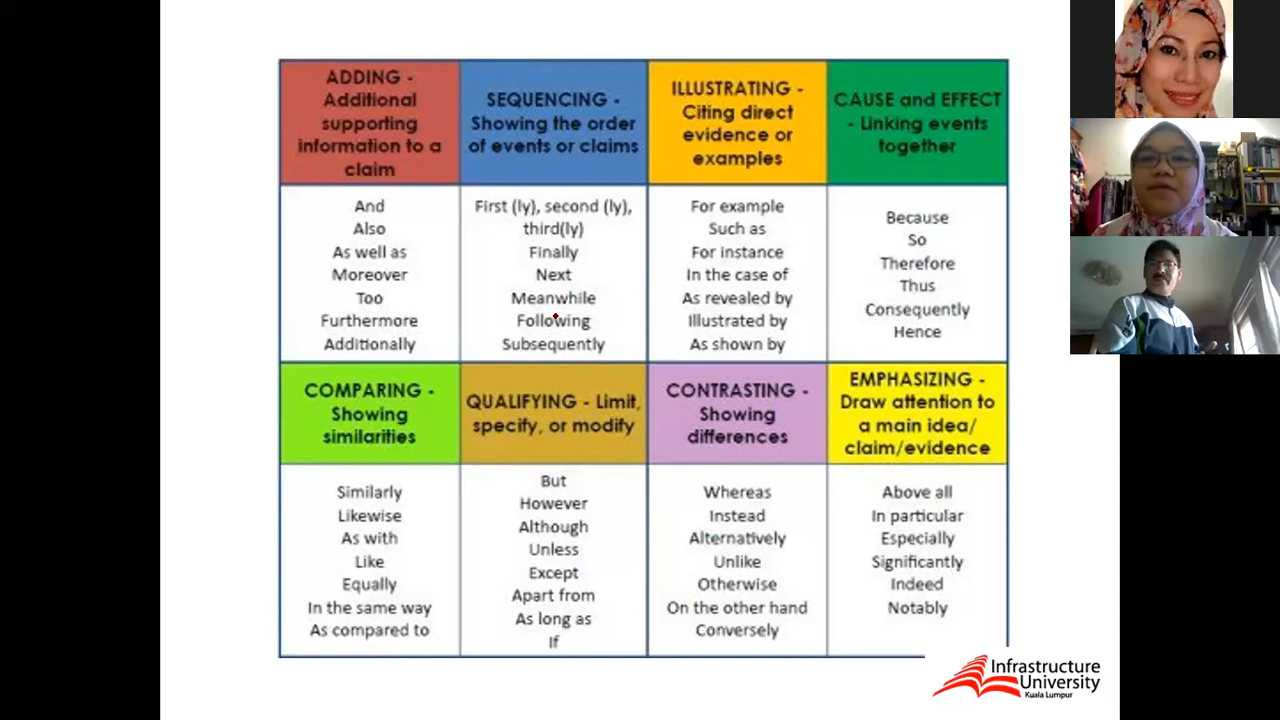 ADDING -
Additional
supporting
information to a
claim
SEQUENCING -
Showing the order
of events or claims
ILLUSTRATING -
Citing direct
evidence or
examples
CAUSE and EFFECT
- Linking events
together
And
Also
As well as
Moreover
Too
Furthermore
Additionally
First (ly), second (ly),
third(ly)
Finally
Next
Meanwhile
Following
Subsequently
For example
Such as
For instance
In the case of
As revealed by
Illustrated by
As shown by
Because
So
Therefore
Thus
Consequently
Hence
COMPARING -
Showing
similarities
QUALIFYING - Limit,
specify, or modify
CONTRASTING -
Showing
differences
EMPHASIZING -
Draw attention to
a main idea/
claim/evidence
Similarly
Likewise
As with
Like
Equally
In the same way
As compared to
But
However
Although
Unless
Except
Apart from
As long as
If
Whereas
Instead
Alternatively
Unlike
Otherwise
On the other hand
Conversely
Above all
In particular
Especially
Significantly
Indeed
Notably
Infrastructure
University
Kuala Lumpur